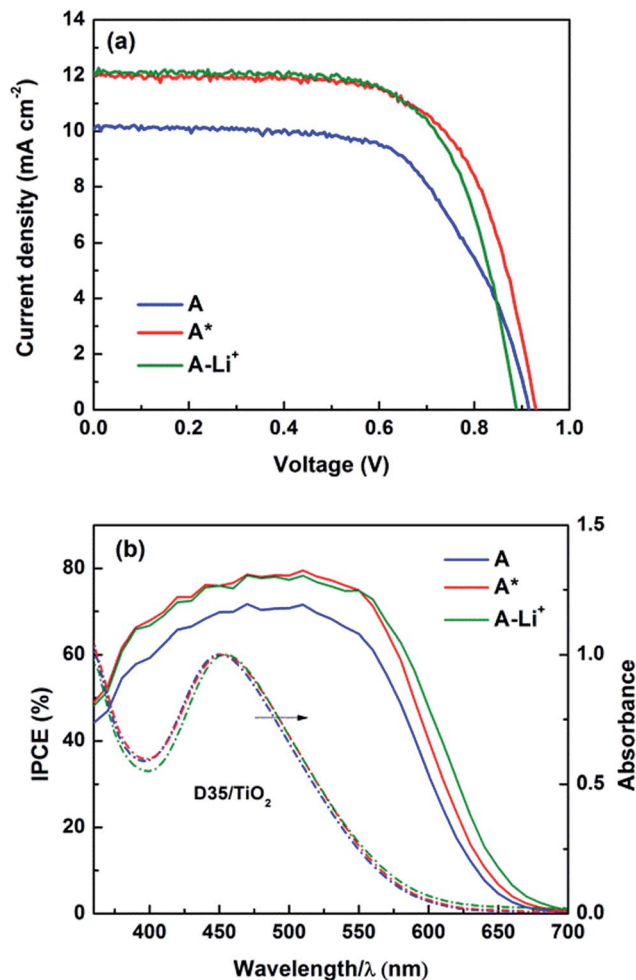 (a)
Current density (mA cm⁻²)
14
12
10
8
6
4
2
0
A
A*
A-Li⁺
0.0 0.2 0.4 0.6 0.8 1.0
Voltage (V)
(b)
IPCE (%)
80
60
40
20
0
A
A*
A-Li⁺
D35/TiO₂
1.5
1.0
0.5
0.0
Absorbance
400 450 500 550 600 650 700
Wavelength/λ (nm)